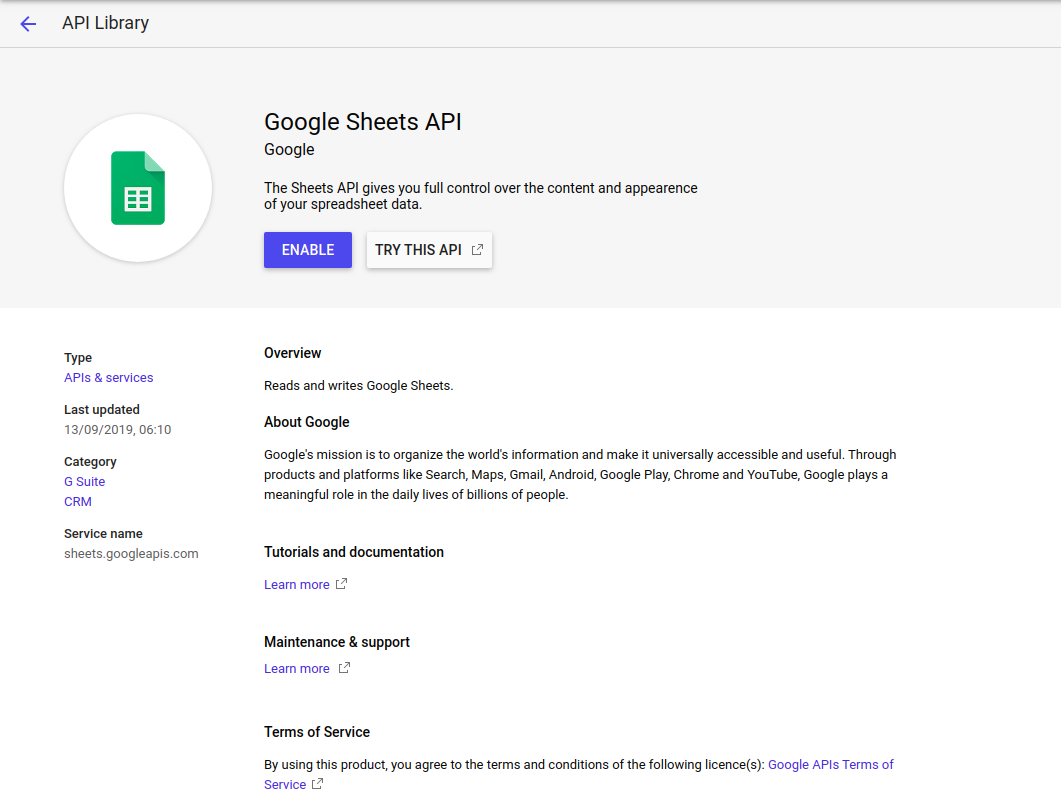 API Library
Google Sheets API
Google
The Sheets API gives you full control over the content and appearence
of your spreadsheet data.
ENABLE
TRY THIS API
Type
APIs & services
Last updated
13/09/2019, 06:10
Category
G Suite
CRM
Service name
sheets.googleapis.com
Overview
Reads and writes Google Sheets.
About Google
Google's mission is to organize the world's information and make it universally accessible and useful. Through
products and platforms like Search, Maps, Gmail, Android, Google Play, Chrome and YouTube, Google plays a
meaningful role in the daily lives of billions of people.
Tutorials and documentation
Learn more
Maintenance & support
Learn more
Terms of Service
By using this product, you agree to the terms and conditions of the following licence(s): Google APIs Terms of
Service